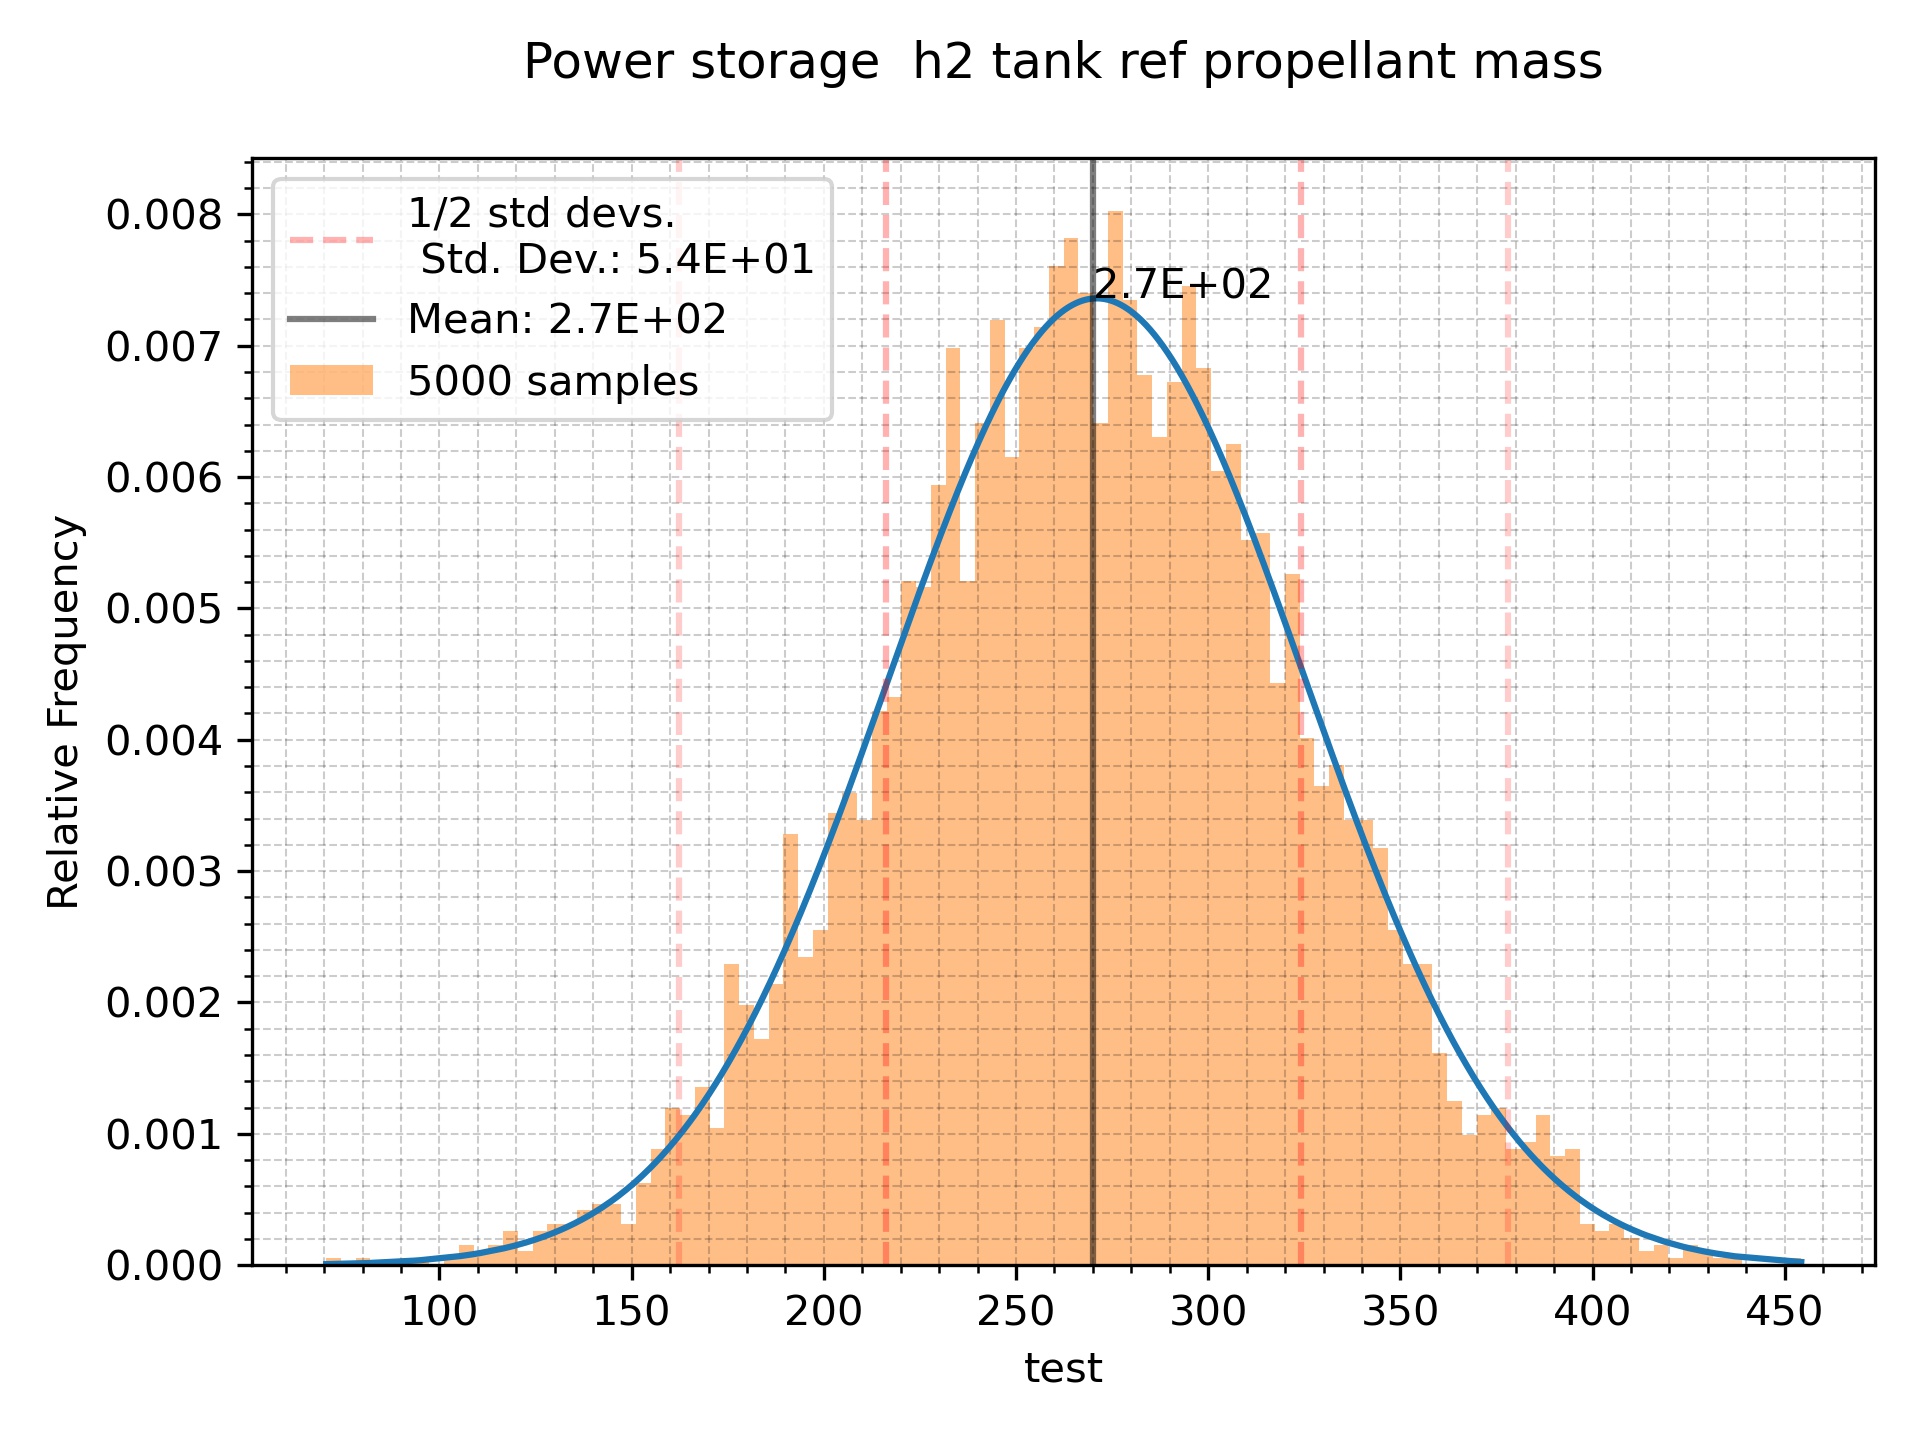 Power storage  h2 tank ref propellant mass
1/2 std devs.
Std. Dev.: 5.4E+01
Mean: 2.7E+02
5000 samples
2.7E+02
Relative Frequency
0.008
0.007
0.006
0.005
0.004
0.003
0.002
0.001
0.000
100 150 200 250 300 350 400 450
test